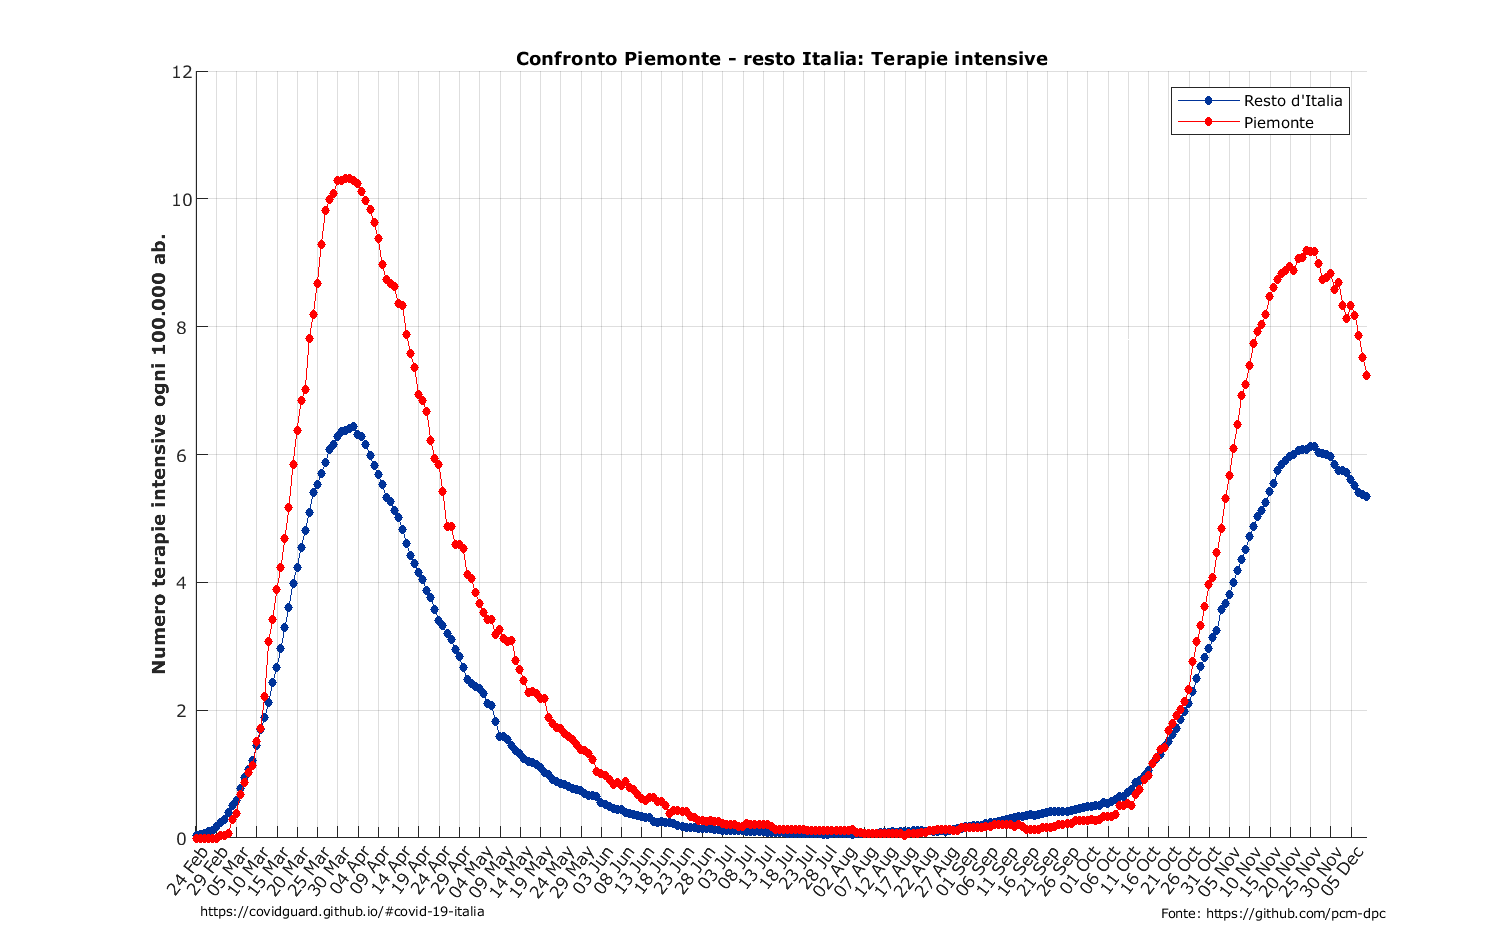 Confronto Piemonte - resto Italia: Terapie intensive
Resto d'Italia
Piemonte
Numero terapie intensive ogni 100.000 ab.
12
10
8
6
4
2
0
24 Feb
29 Feb
05 Mar
10 Mar
15 Mar
20 Mar
25 Mar
30 Mar
04 Apr
09 Apr
14 Apr
19 Apr
24 Apr
29 Apr
04 May
09 May
14 May
19 May
24 May
29 May
03 Jun
08 Jun
13 Jun
18 Jun
23 Jun
28 Jun
03 Jul
08 Jul
13 Jul
18 Jul
23 Jul
28 Jul
02 Aug
07 Aug
12 Aug
17 Aug
22 Aug
27 Aug
01 Sep
06 Sep
11 Sep
16 Sep
21 Sep
26 Sep
01 Oct
06 Oct
11 Oct
16 Oct
21 Oct
26 Oct
31 Oct
05 Nov
10 Nov
15 Nov
20 Nov
25 Nov
30 Nov
05 Dec
https://covidguard.github.io/#covid-19-italia
Fonte: https://github.com/pcm-dpc